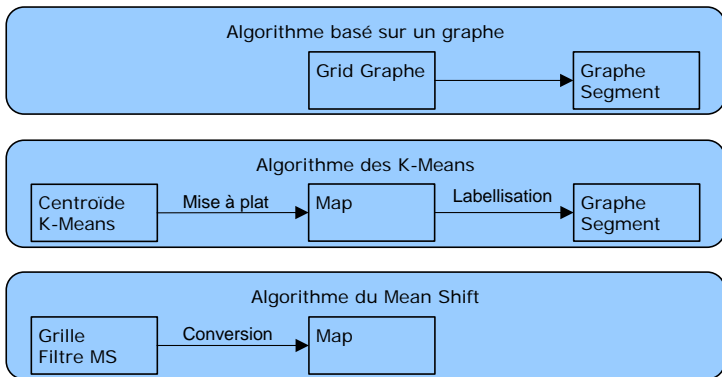 Algorithme basé sur un graphe
Grid Graphe
Graphe
Segment
Algorithme des K-Means
Centroïde
K-Means
Mise à plat
Map
Labellisation
Graphe
Segment
Algorithme du Mean Shift
Grille
Filtre MS
Conversion
Map